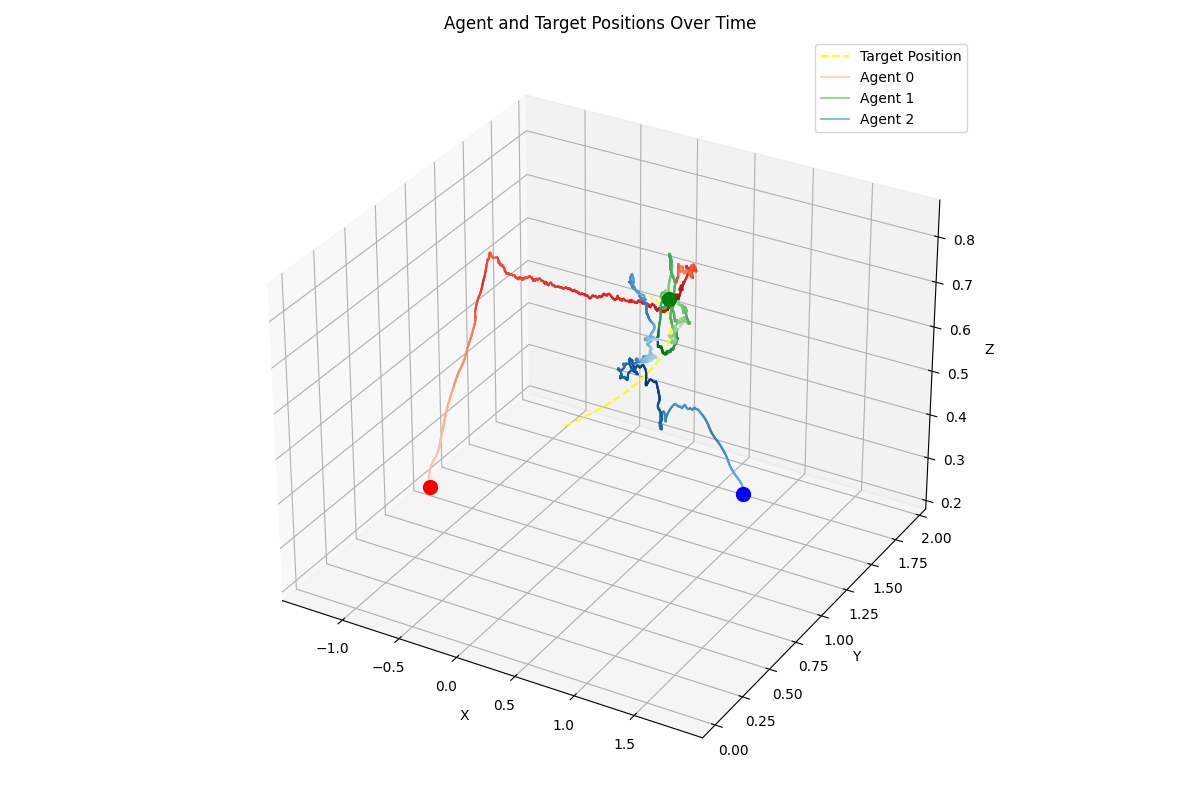 Agent and Target Positions Over Time
Target Position
Agent 0
Agent 1
Agent 2
0.8
0.7
0.6
0.5
0.4
0.3
0.2
Z
2.00
1.75
1.50
1.25
1.00
0.75
0.50
0.25
0.00
Y
−1.0
−0.5
0.0
0.5
1.0
1.5
X